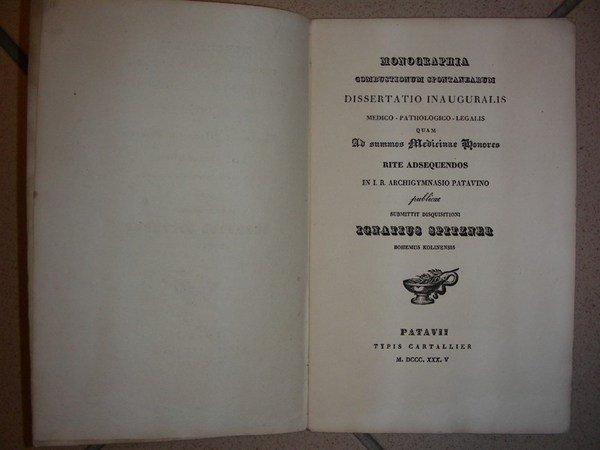 MONOGRAPHIA
COMBUSTIONUM SPONTANEARUM
DISSERTATIO INAUGURALIS
MEDICO-PATHOLOGICO-LEGALIS
QUAM
Ad summos Medicinae Honores
RITE ADSEQUENDOS
IN I. R. ARCHIGYMNASIO PATAVINO
publicae
SUBMITTIT DISQUISITIONI
IGNATIUS SPITZNER
BOHEMUS KOLINENSIS
PATAVII
TYPIS CARTALLIER
M. DCCC. XXX. V